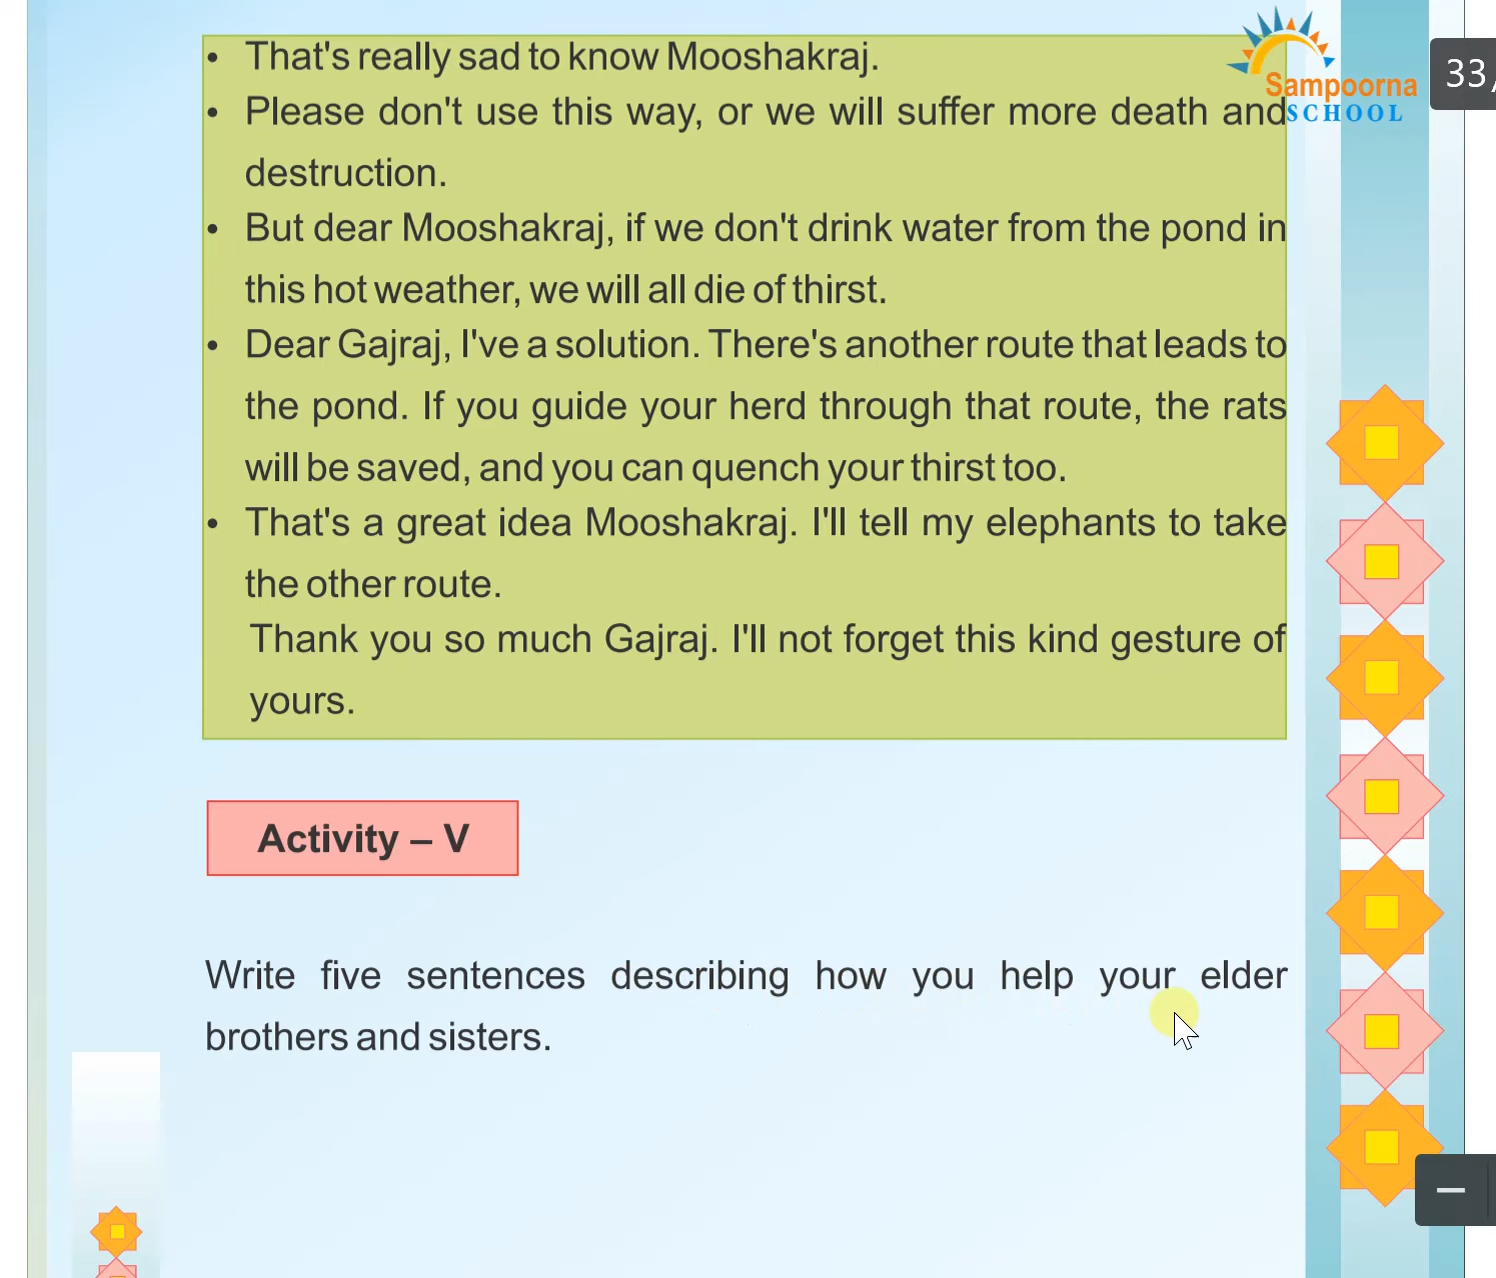 • That's really sad to know Mooshakraj.
• Please don't use this way, or we will suffer more death and
destruction.
• But dear Mooshakraj, if we don't drink water from the pond in
this hot weather, we will all die of thirst.
• Dear Gajraj, I've a solution. There's another route that leads to
the pond. If you guide your herd through that route, the rats
will be saved, and you can quench your thirst too.
• That's a great idea Mooshakraj. I'll tell my elephants to take
the other route.
Thank you so much Gajraj. I'll not forget this kind gesture of
yours.
Sampoorna
SCHOOL
33/
Activity – V
Write five sentences describing how you help your elder
brothers and sisters.